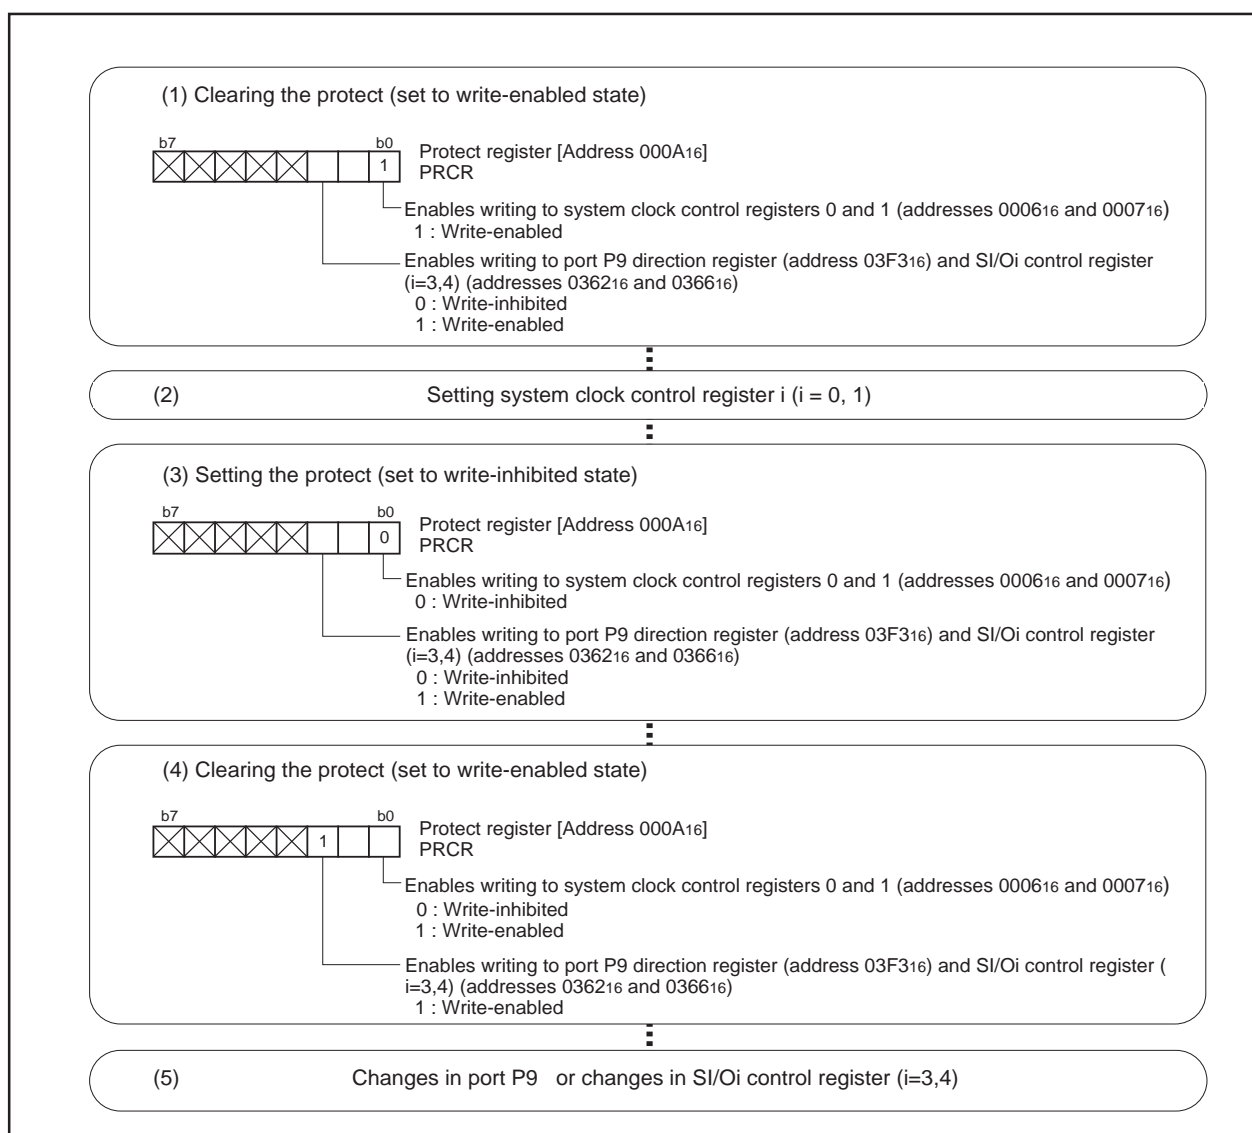 (1) Clearing the protect (set to write-enabled state)
b7 b0
1
Protect register [Address 000A16]
PRCR
Enables writing to system clock control registers 0 and 1 (addresses 000616 and 000716)
1 : Write-enabled
Enables writing to port P9 direction register (address 03F316) and SI/Oi control register
(i=3,4) (addresses 036216 and 036616)
0 : Write-inhibited
1 : Write-enabled
(2) Setting system clock control register i (i = 0, 1)
(3) Setting the protect (set to write-inhibited state)
b7 b0
0
Protect register [Address 000A16]
PRCR
Enables writing to system clock control registers 0 and 1 (addresses 000616 and 000716)
0 : Write-inhibited
Enables writing to port P9 direction register (address 03F316) and SI/Oi control register
(i=3,4) (addresses 036216 and 036616)
0 : Write-inhibited
1 : Write-enabled
(4) Clearing the protect (set to write-enabled state)
b7 b0
1
Protect register [Address 000A16]
PRCR
Enables writing to system clock control registers 0 and 1 (addresses 000616 and 000716)
0 : Write-inhibited
1 : Write-enabled
Enables writing to port P9 direction register (address 03F316) and SI/Oi control register (
i=3,4) (addresses 036216 and 036616)
1 : Write-enabled
(5) Changes in port P9 or changes in SI/Oi control register (i=3,4)